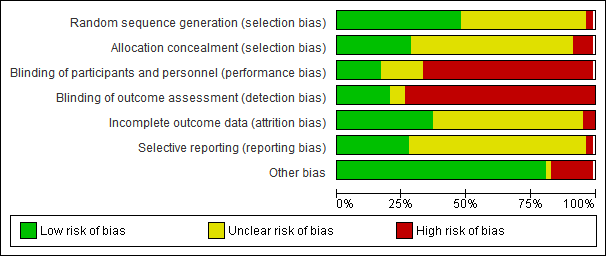 Random sequence generation (selection bias)
Allocation concealment (selection bias)
Blinding of participants and personnel (performance bias)
Blinding of outcome assessment (detection bias)
Incomplete outcome data (attrition bias)
Selective reporting (reporting bias)
Other bias
0% 25% 50% 75% 100%
Low risk of bias Unclear risk of bias High risk of bias